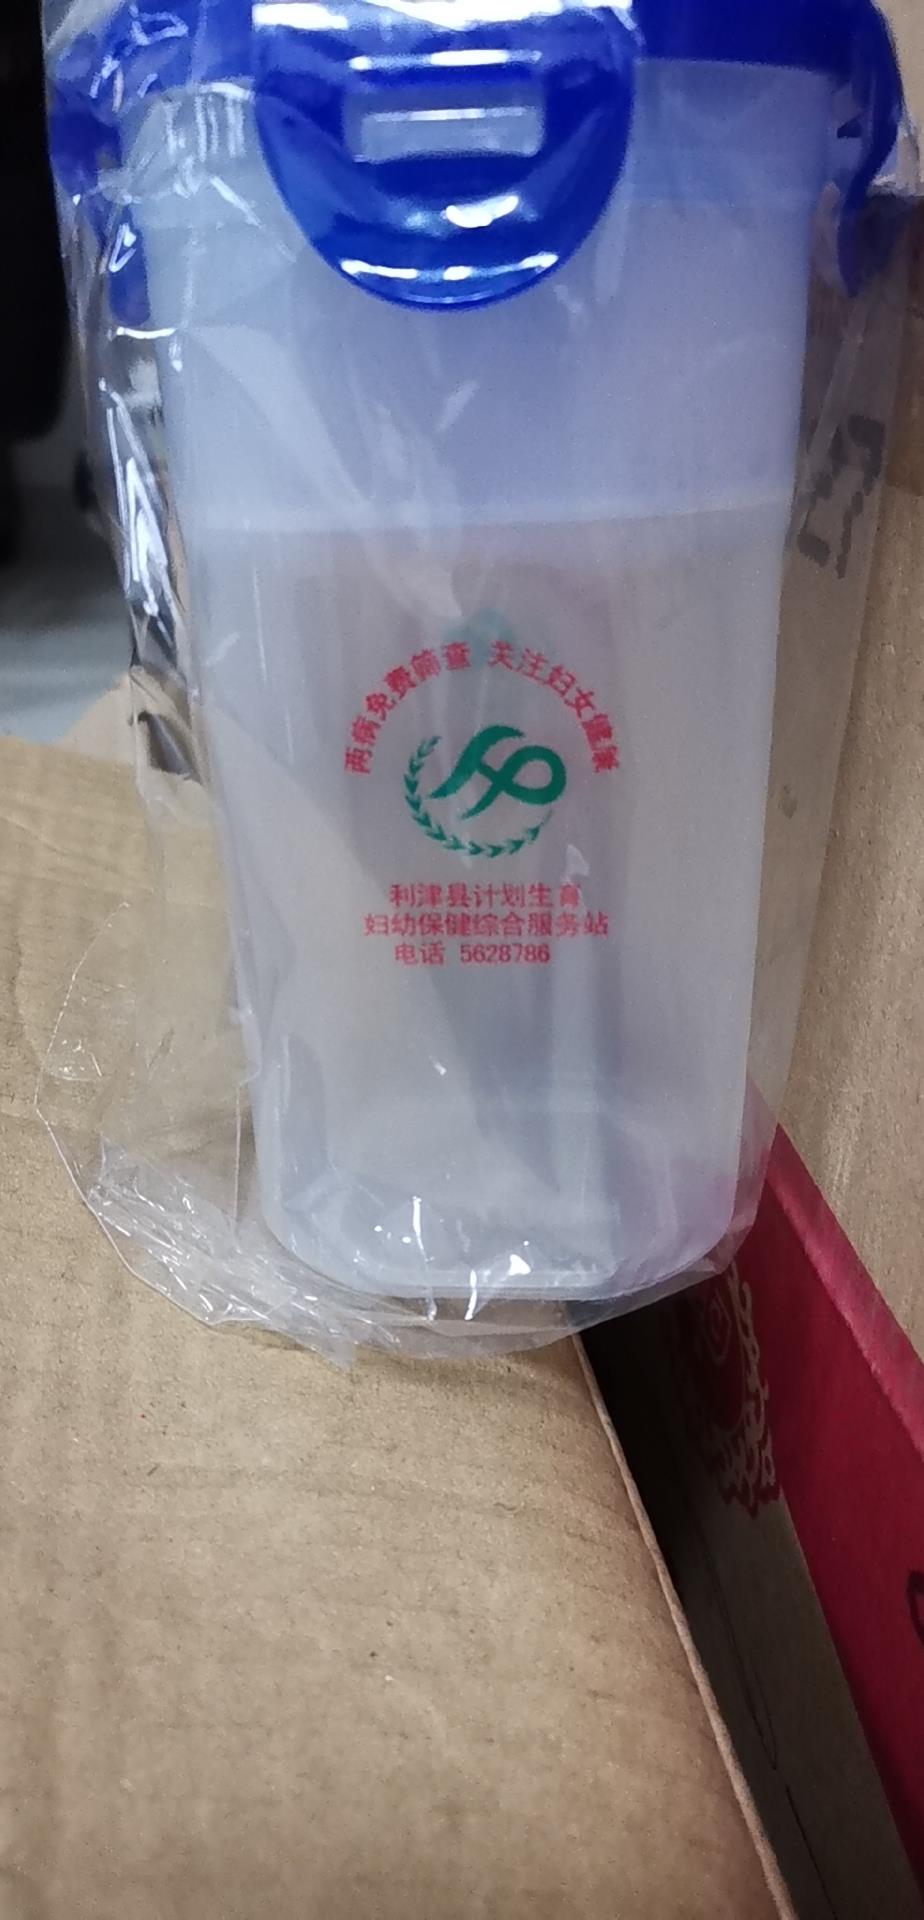 两病免费筛查 关注妇女健康
利津县计划生育
妇幼保健综合服务站
电话 5628786